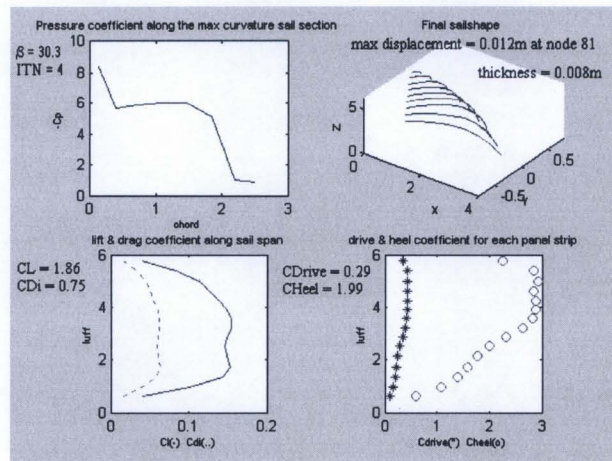 Pressure coefficient along the max curvature sail section
β = 30.3
ITN = 4
10
8
6
4
2
0
-Cp
0
1
2
3
chord
Final sailshape
max displacement = 0.012m at node 81
thickness = 0.008m
5
0
Z
0
2
4
x
-0.5
0
0.5
Y
lift & drag coefficient along sail span
CL = 1.86
CDi = 0.75
6
4
2
0
luff
0
0.1
0.2
Cl(-) Cdi(..)
drive & heel coefficient for each panel strip
CDrive = 0.29
CHeel = 1.99
6
4
2
0
luff
0
1
2
3
Cdrive(*) Cheel(o)